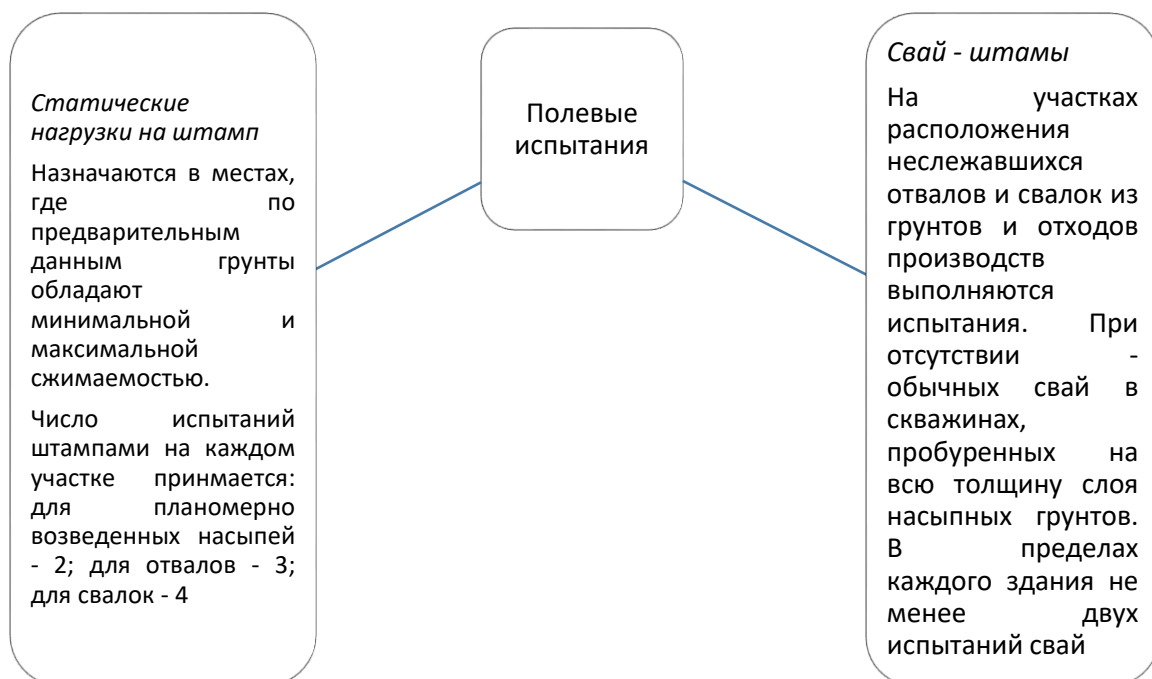 Статические
нагрузки на штамп
Назначаются в местах,
где по
предварительным
данным грунты
обладают
минимальной и
максимальной
сжимаемостью.
Число испытаний
штампами на каждом
участке принмается:
для планомерно
возведенных насыпей
- 2; для отвалов - 3;
для свалок - 4
Полевые
испытания
Свай - штамы
На участках
расположения
неслежавшихся
отвалов и свалок из
грунтов и отходов
производств
выполняются
испытания. При
отсутствии -
обычных свай в
скважинах,
пробуренных на
всю толщину слоя
насыпных грунтов.
В пределах
каждого здания не
менее двух
испытаний свай